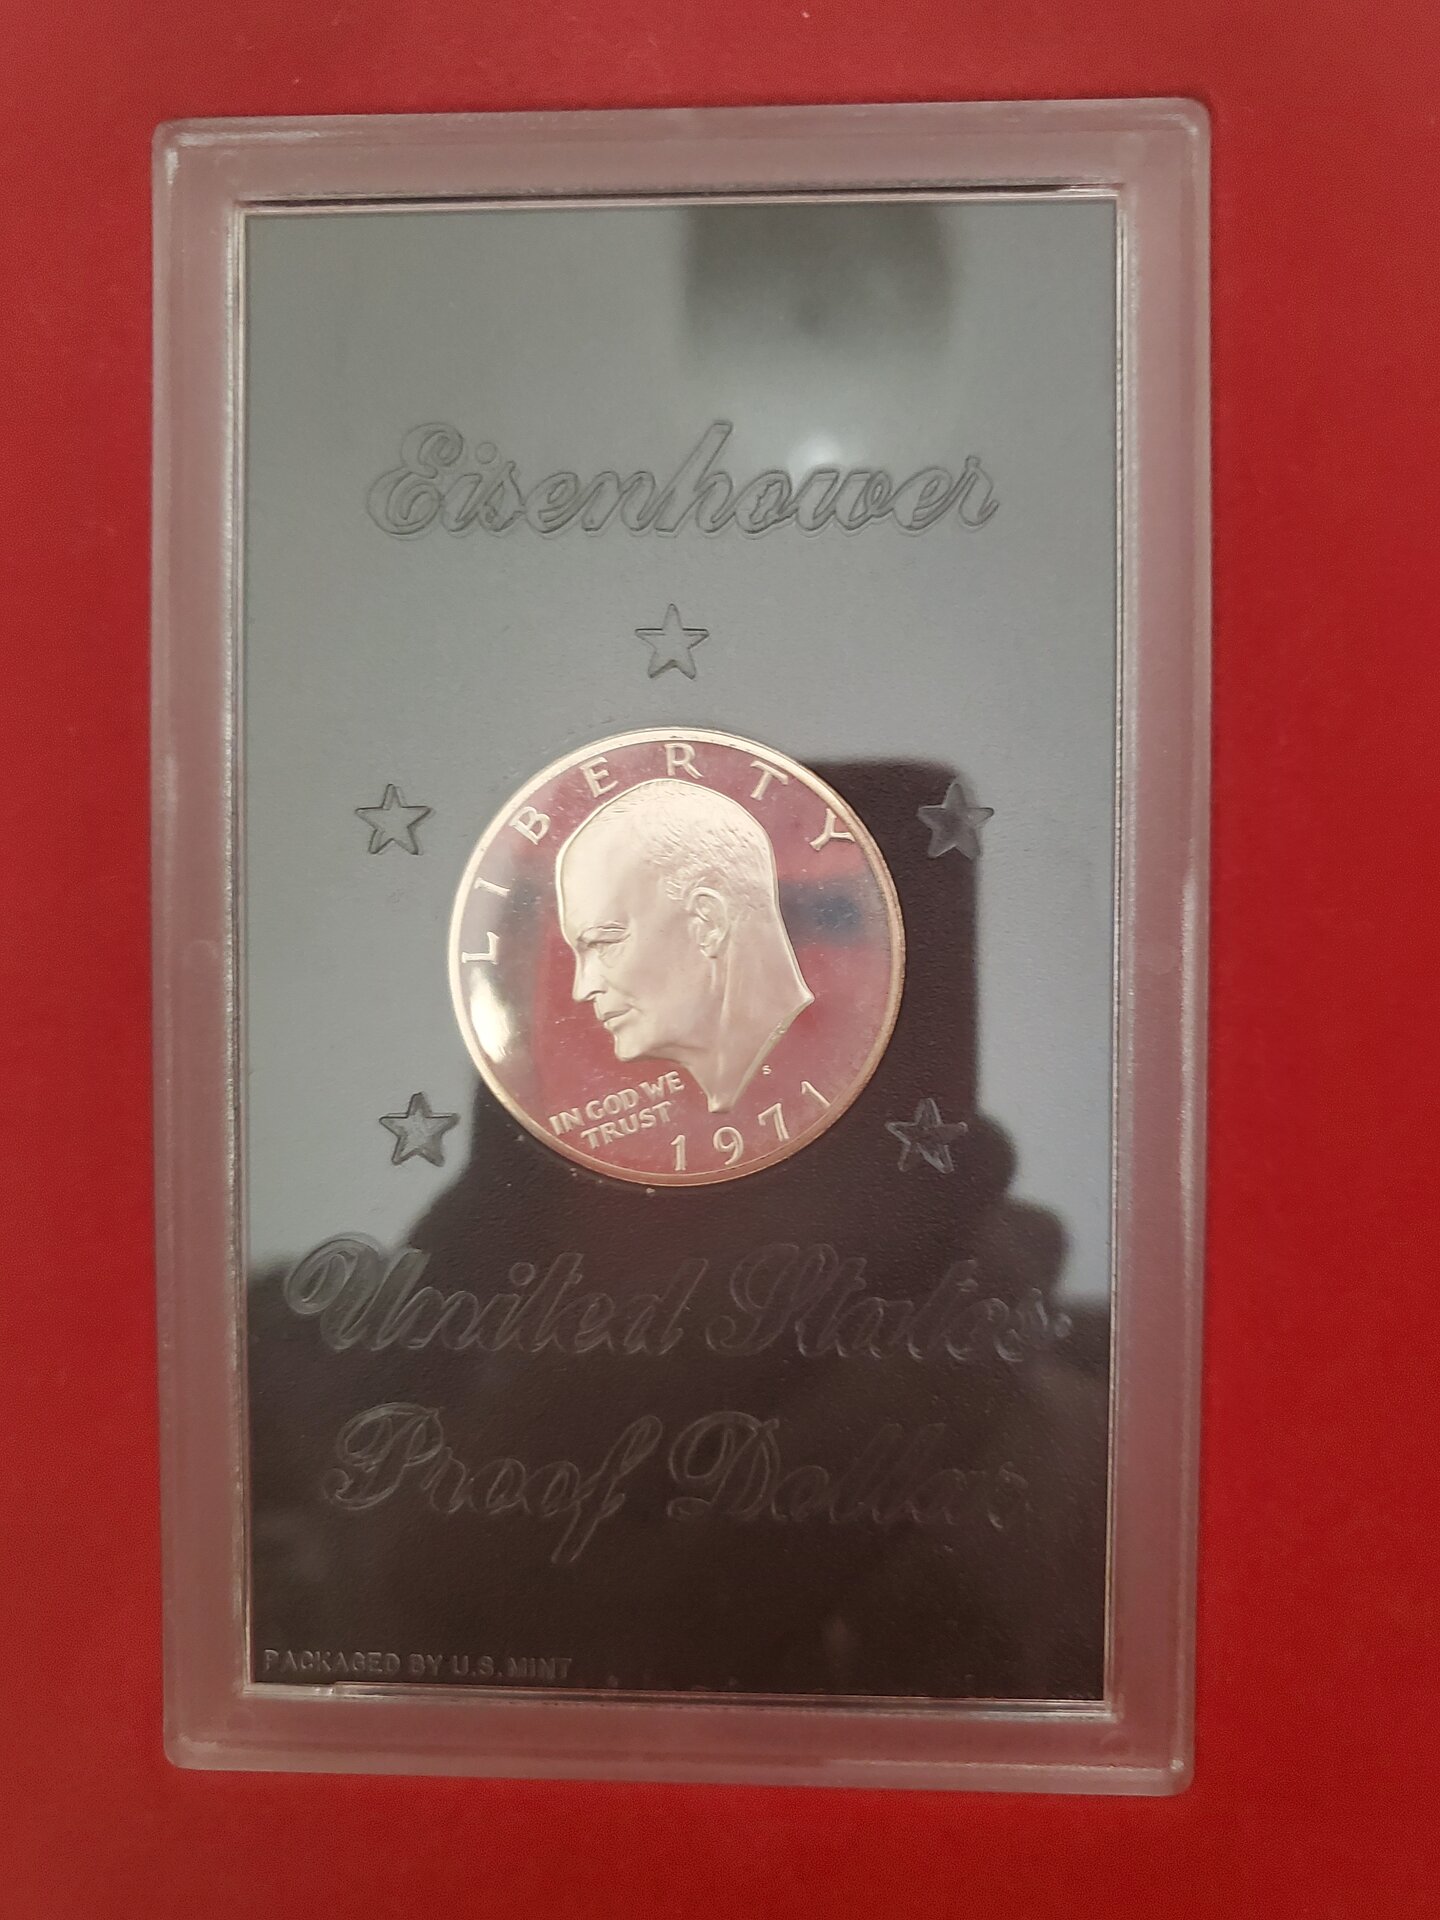 Eisenhower
LIBERTY
IN GOD WE
TRUST
S
1971
United States
Proof Dollar
PACKAGED BY U.S. MINT